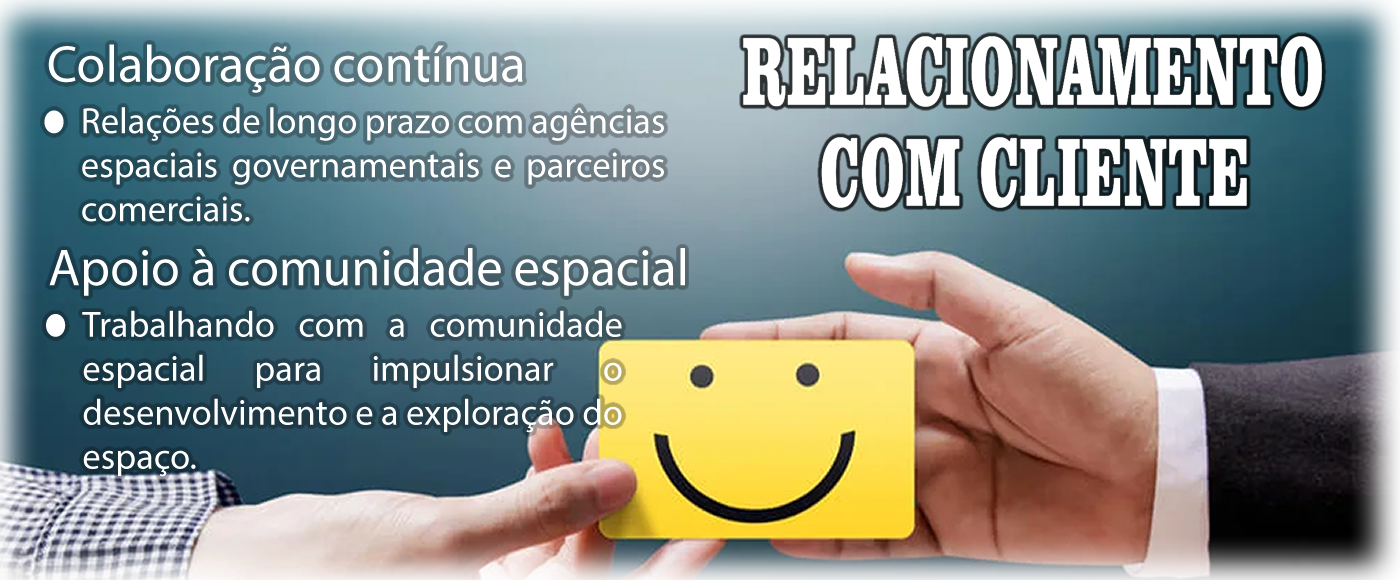 Colaboração contínua
Relações de longo prazo com agências
espaciais governamentais e parceiros
comerciais.
Apoio à comunidade espacial
Trabalhando com a comunidade
espacial para impulsionar o
desenvolvimento e a exploração do
espaço.
RELACIONAMENTO
COM CLIENTE